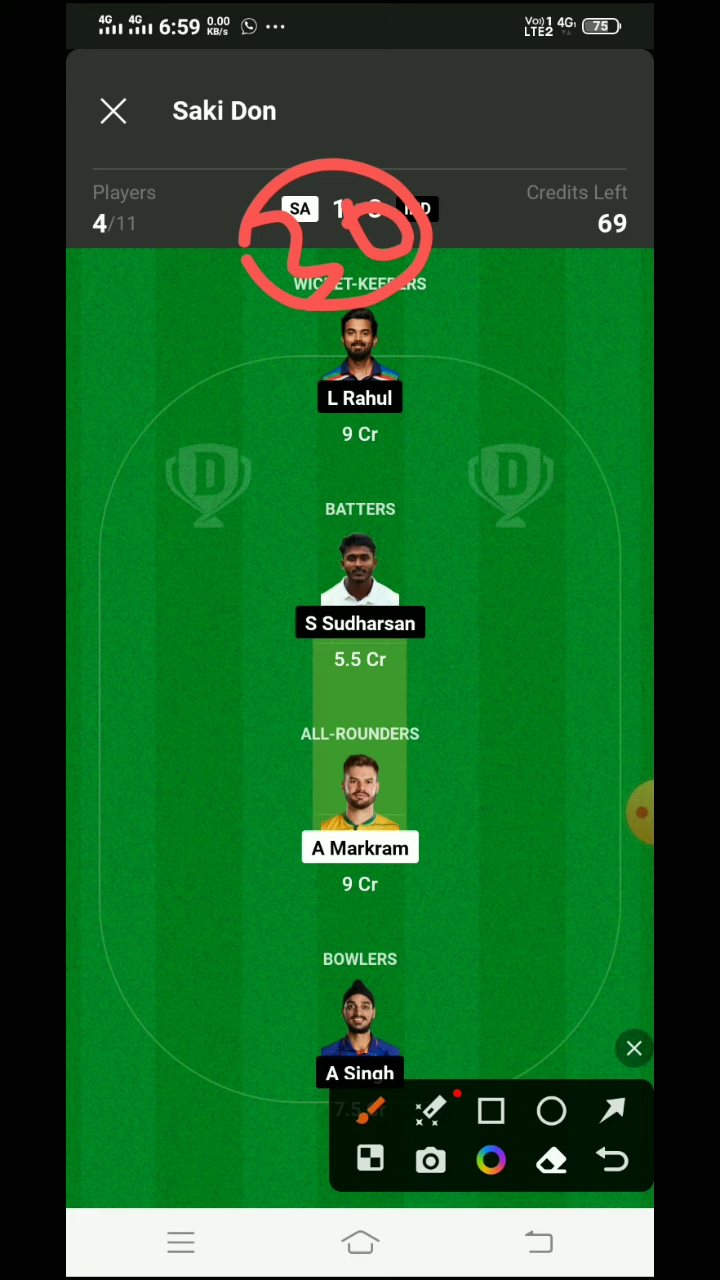 4G 4G 6:59 0.00 KB/s ... Vo)) 1 LTE2 4G 75
Saki Don
Players Credits Left
SA
4/11 69
WICKET-KEEPERS
L Rahul
9 Cr
BATTERS
S Sudharsan
5.5 Cr
ALL-ROUNDERS
A Markram
9 Cr
BOWLERS
A Singh